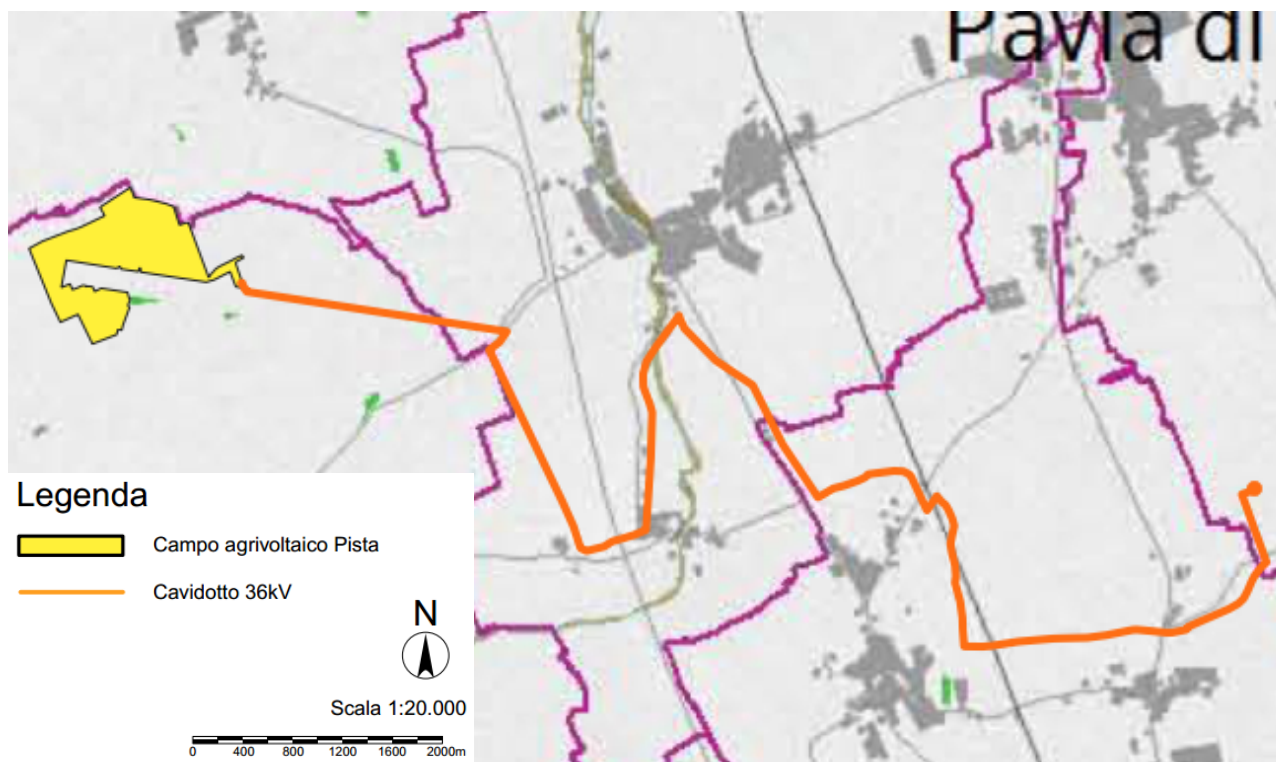 Pavia di
Legenda
Campo agrivoltaico Pista
Cavidotto 36kV
N
Scala 1:20.000
0 400 800 1200 1600 2000m